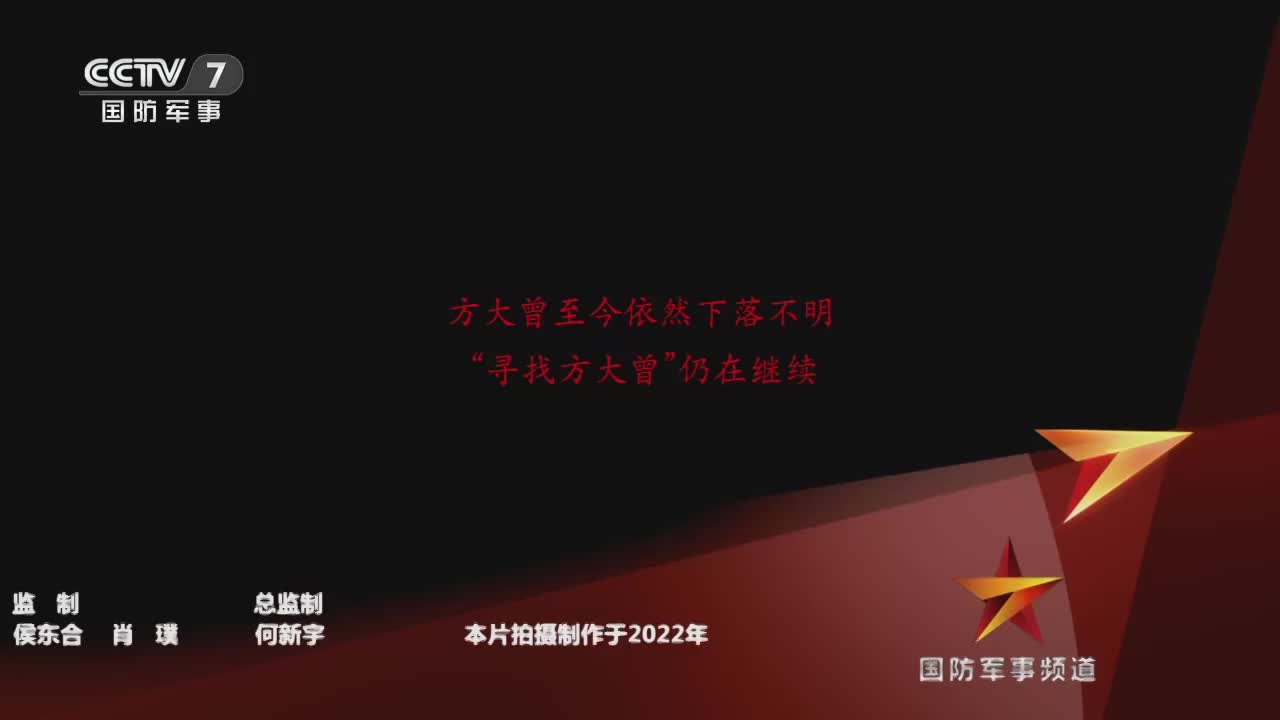 CCTV 7
国防军事
方大曾至今依然下落不明
“寻找方大曾”仍在继续
监 制
总监制
侯东合 肖 璞
何新宇
本片拍摄制作于2022年
国防军事频道